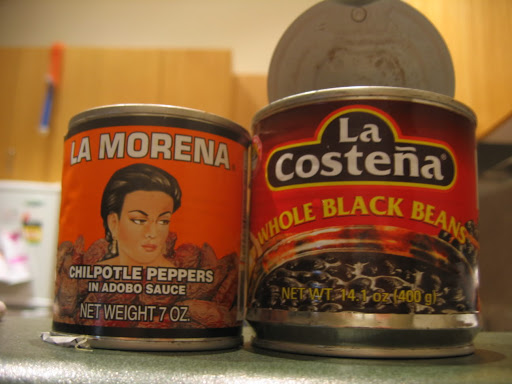 LA MORENA
CHILPOTLE PEPPERS
IN ADOBO SAUCE
NET WEIGHT 7 OZ.
La
Costeña
WHOLE BLACK BEANS
NET WT. 14.1 oz (400 g)